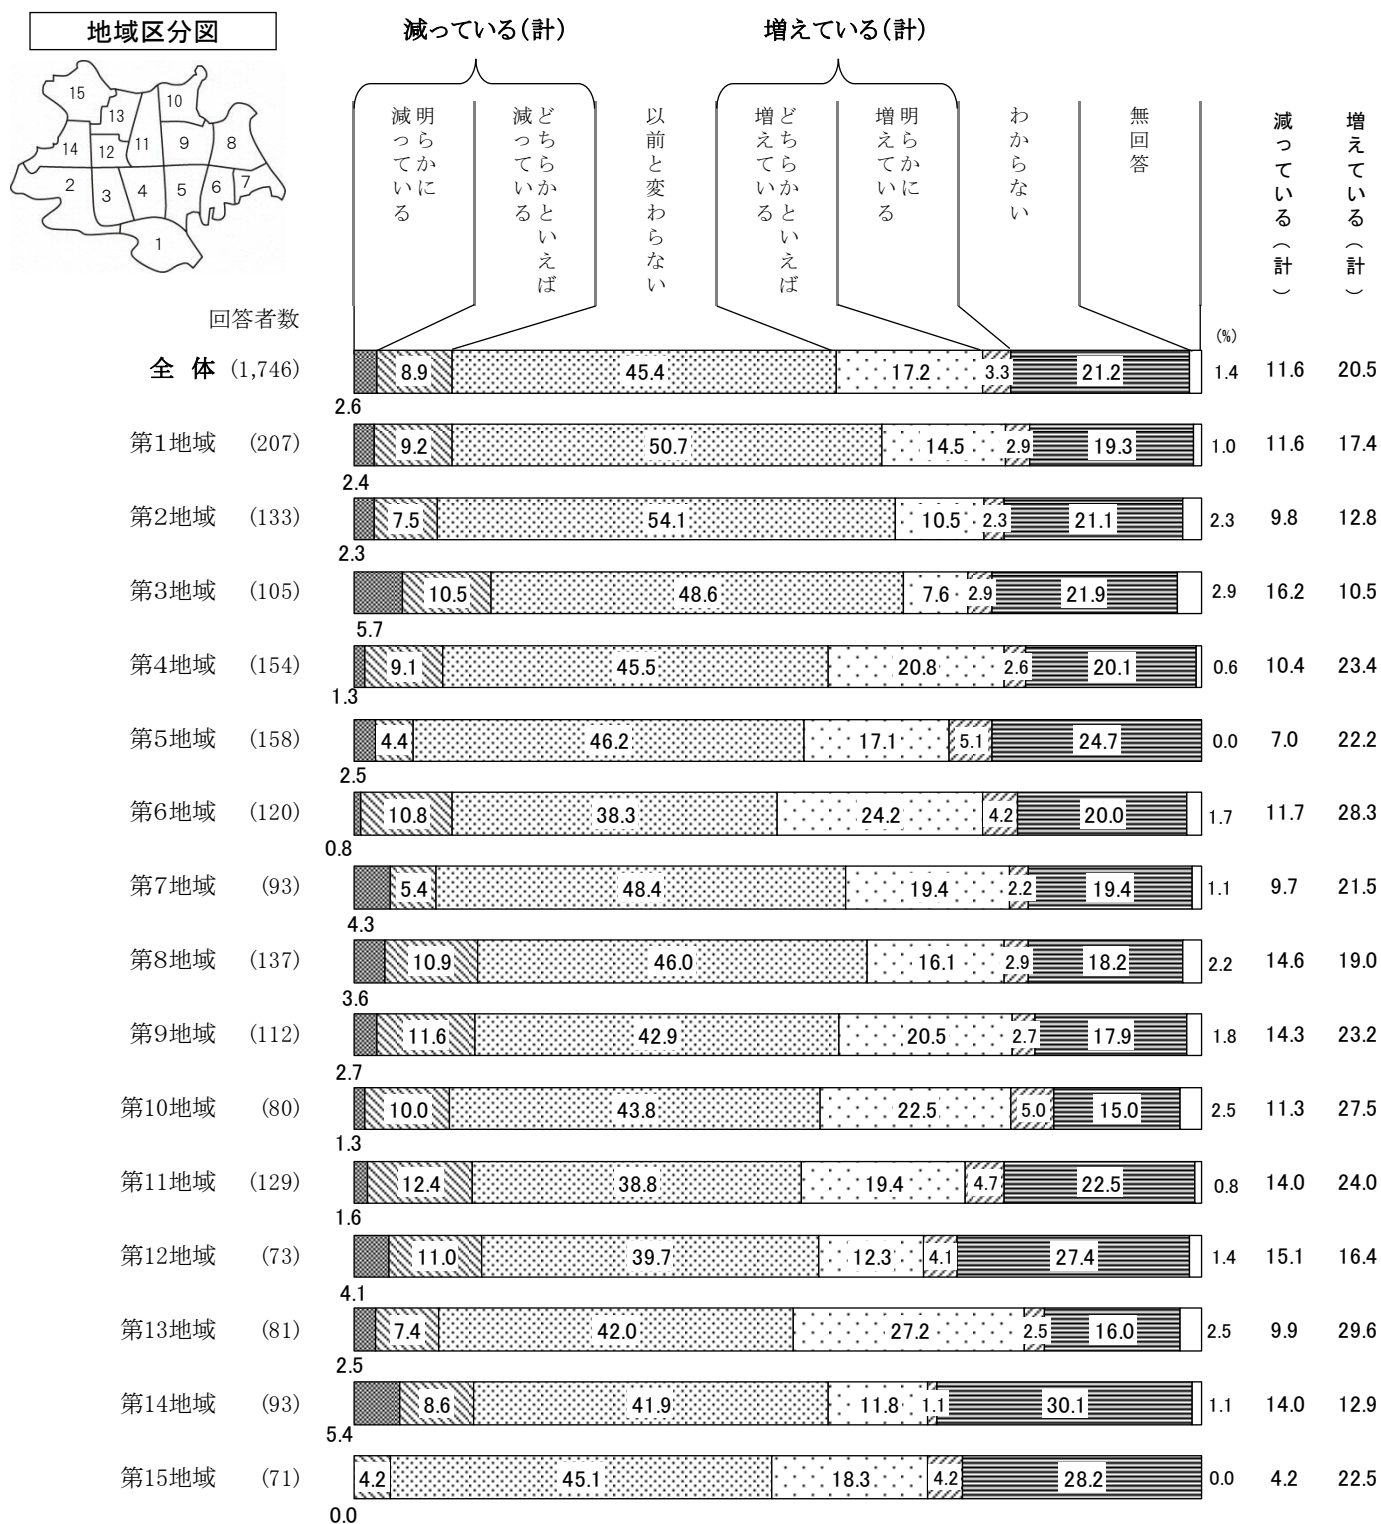 地域区分図
減っている(計)
増えている(計)
15
13
10
14
12
11
9
8
2
3
4
5
6
7
1
明らかに減っている
どちらかといえば減っている
以前と変わらない
どちらかといえば増えている
明らかに増えている
わからない
無回答
減っている(計)
増えている(計)
回答者数
(%)
全体 (1,746) 8.9 45.4 17.2 3.3 21.2 1.4 11.6 20.5
2.6
第1地域 (207) 9.2 50.7 14.5 2.9 19.3 1.0 11.6 17.4
2.4
第2地域 (133) 7.5 54.1 10.5 2.3 21.1 2.3 9.8 12.8
2.3
第3地域 (105) 10.5 48.6 7.6 2.9 21.9 2.9 16.2 10.5
5.7
第4地域 (154) 9.1 45.5 20.8 2.6 20.1 0.6 10.4 23.4
1.3
第5地域 (158) 4.4 46.2 17.1 5.1 24.7 0.0 7.0 22.2
2.5
第6地域 (120) 10.8 38.3 24.2 4.2 20.0 1.7 11.7 28.3
0.8
第7地域 (93) 5.4 48.4 19.4 2.2 19.4 1.1 9.7 21.5
4.3
第8地域 (137) 10.9 46.0 16.1 2.9 18.2 2.2 14.6 19.0
3.6
第9地域 (112) 11.6 42.9 20.5 2.7 17.9 1.8 14.3 23.2
2.7
第10地域 (80) 10.0 43.8 22.5 5.0 15.0 2.5 11.3 27.5
1.3
第11地域 (129) 12.4 38.8 19.4 4.7 22.5 0.8 14.0 24.0
1.6
第12地域 (73) 11.0 39.7 12.3 4.1 27.4 1.4 15.1 16.4
4.1
第13地域 (81) 7.4 42.0 27.2 2.5 16.0 2.5 9.9 29.6
2.5
第14地域 (93) 8.6 41.9 11.8 1.1 30.1 1.1 14.0 12.9
5.4
第15地域 (71) 4.2 45.1 18.3 4.2 28.2 0.0 4.2 22.5
0.0